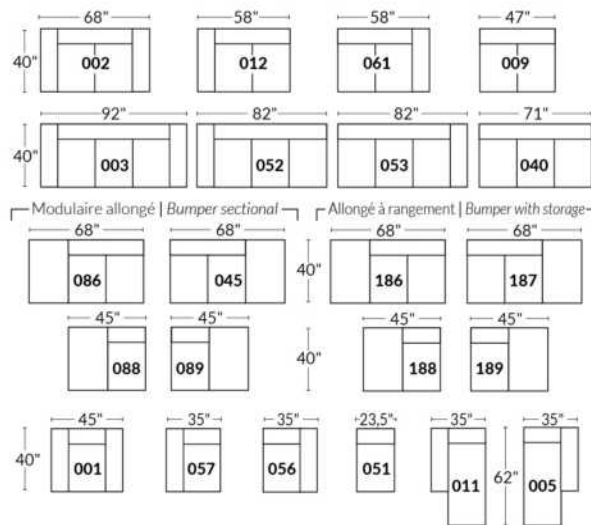 68" 58" 58" 47"
40" 002 012 061 009
92" 82" 82" 71"
40" 003 052 053 040
Modulaire allongé | Bumper sectional Allongé à rangement | Bumper with storage
68" 68" 68" 68"
086 045 40" 186 187
45" 45" 45" 45"
088 089 40" 188 189
45" 35" 35" 23,5" 35" 35"
40" 001 057 056 051 011 62" 005